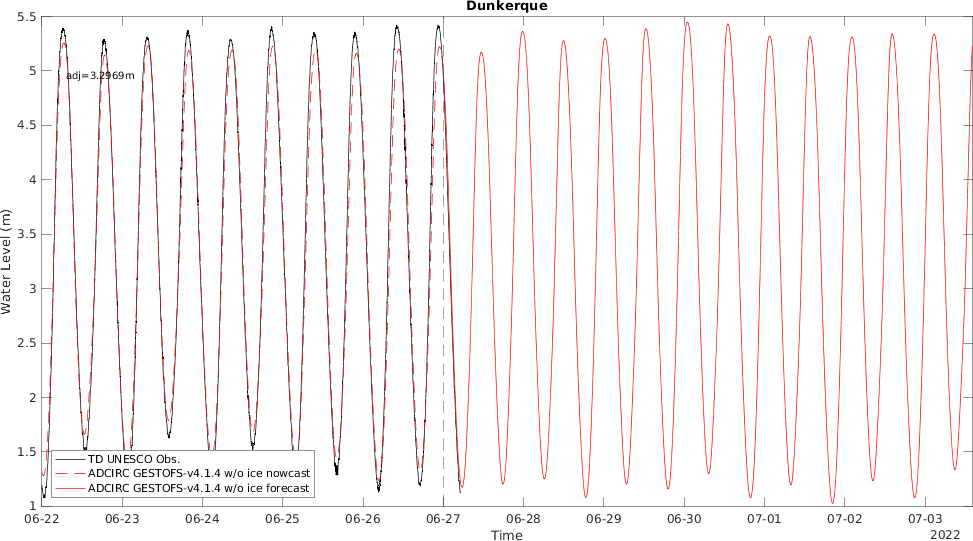 Dunkerque
5.5
5
4.5
4
3.5
3
2.5
2
1.5
1
Water Level (m)
adj=3.2969m
TD UNESCO Obs.
ADCIRC GESTOFS-v4.1.4 w/o ice nowcast
ADCIRC GESTOFS-v4.1.4 w/o ice forecast
06-22 06-23 06-24 06-25 06-26 06-27 06-28 06-29 06-30 07-01 07-02 07-03
Time
2022